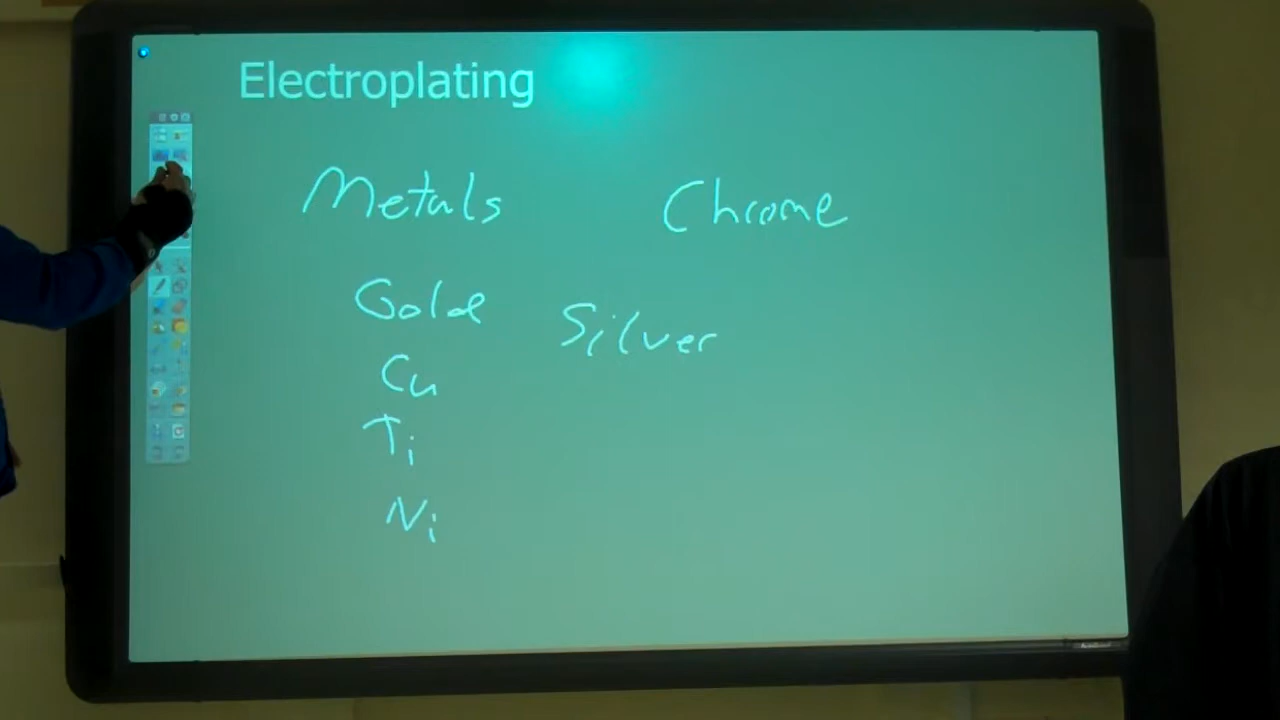 Electroplating
Metals Chrome
Gold Silver
Cu
Ti
Ni